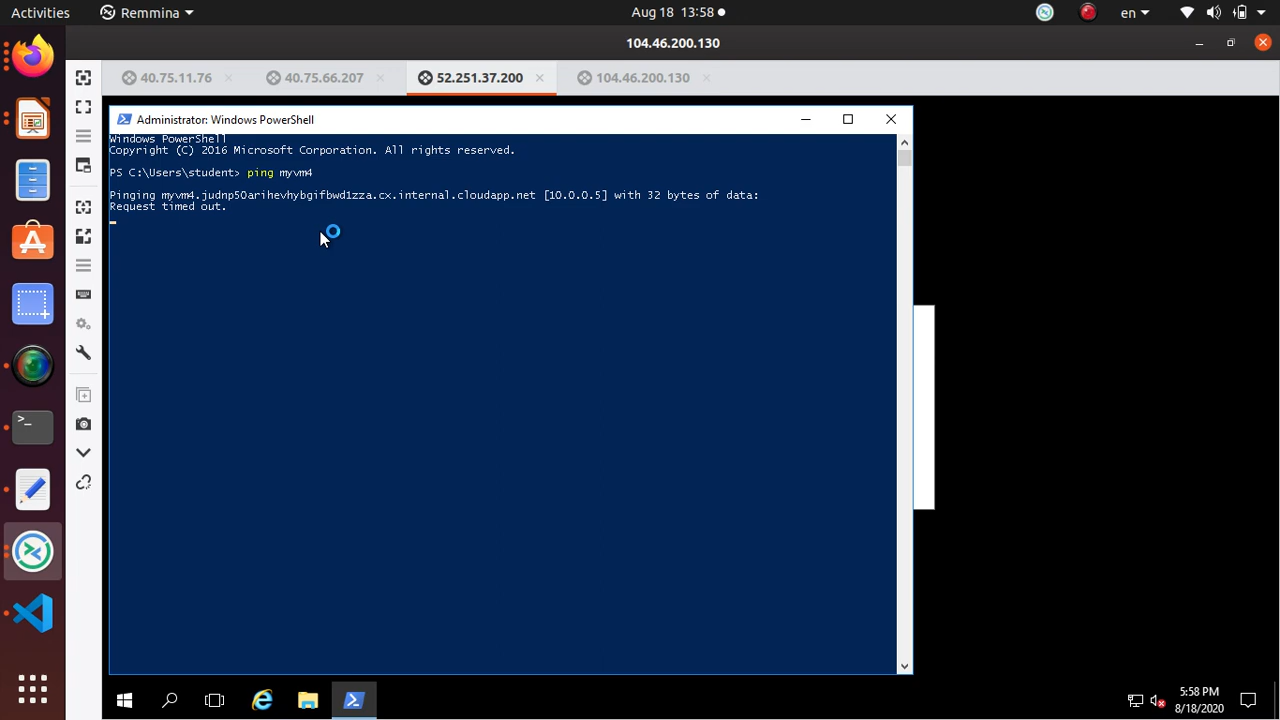 Activities
Remmina
Aug 18 13:58
en
104.46.200.130
40.75.11.76
40.75.66.207
52.251.37.200
104.46.200.130
Administrator: Windows PowerShell
Windows PowerShell
Copyright (C) 2016 Microsoft Corporation. All rights reserved.
PS C:\Users\student> ping myvm4
Pinging myvm4.judnp50arihevhybgifbwd1zza.cx.internal.cloudapp.net [10.0.0.5] with 32 bytes of data:
Request timed out.
5:58 PM
8/18/2020